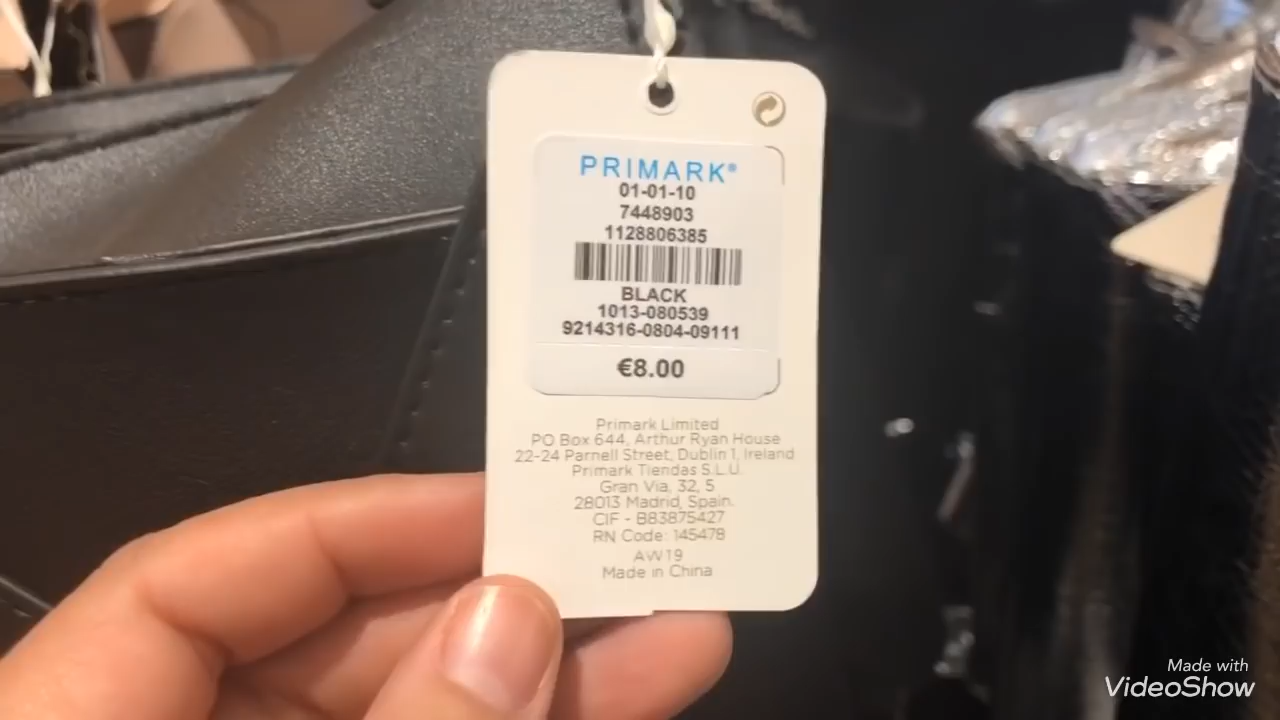 PRIMARK®
01-01-10
7448903
1128806385
BLACK
1013-080539
9214316-0804-09111
€8.00
Primark Limited
PO Box 644, Arthur Ryan House
22-24 Parnell Street, Dublin 1, Ireland
Primark Tiendas S.L.U.
Gran Via, 32, 5
28013 Madrid, Spain.
CIF - B83875427
RN Code: 145478
AW19
Made in China
Made with
VideoShow